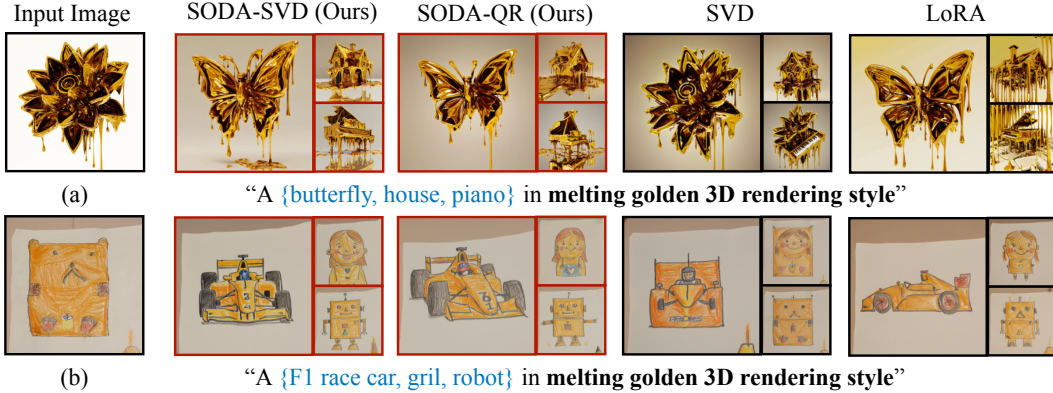 Input Image SODA-SVD (Ours) SODA-QR (Ours) SVD LoRA
(a) “A {butterfly, house, piano} in melting golden 3D rendering style”
(b) “A {F1 race car, gril, robot} in melting golden 3D rendering style”